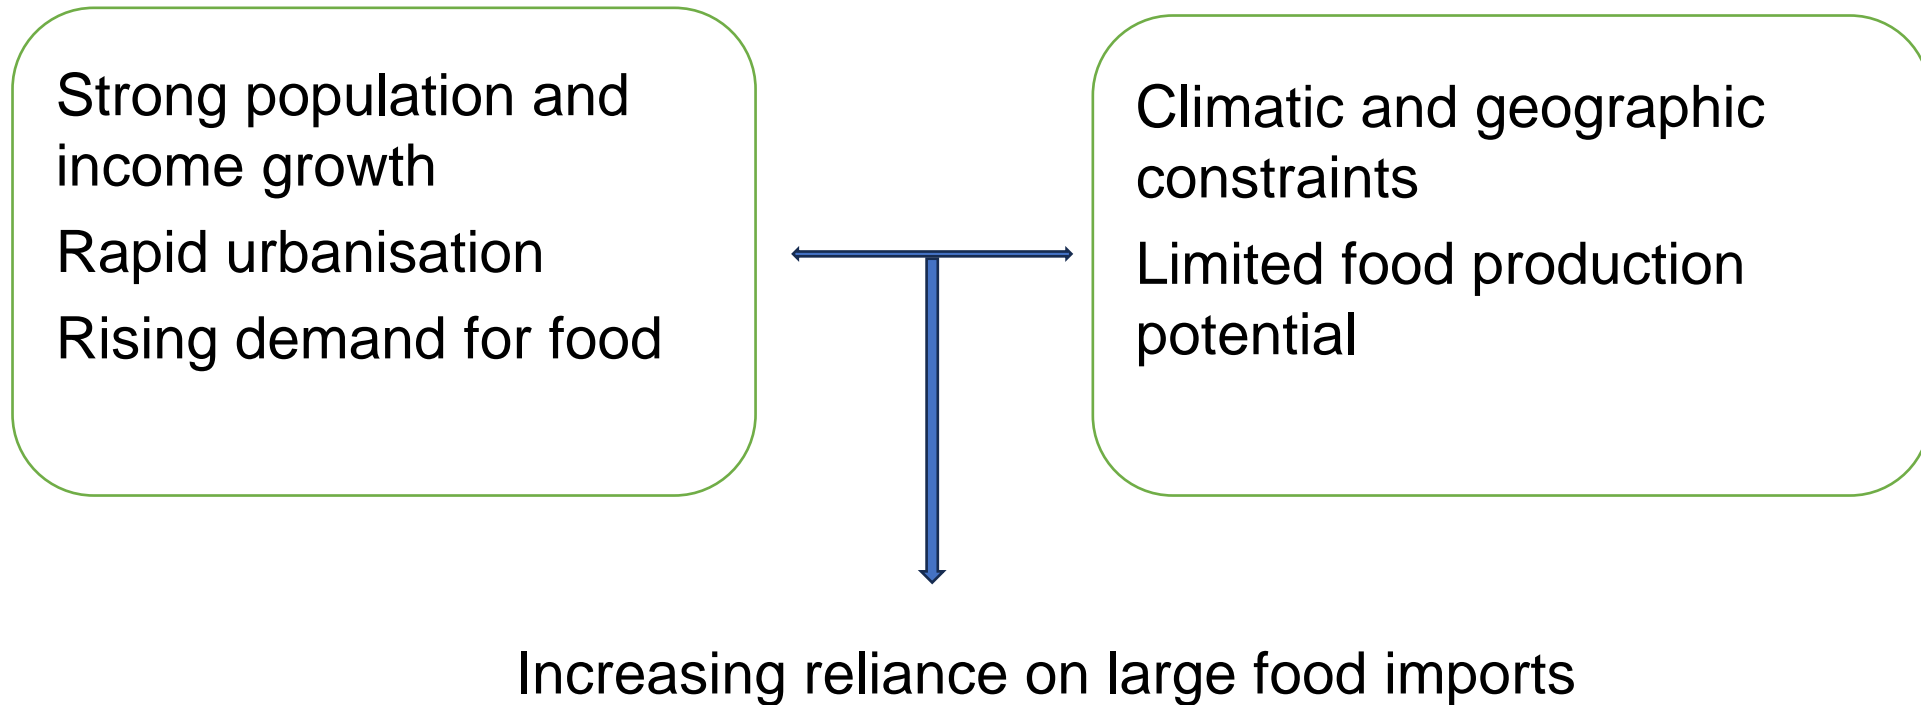 Strong population and
income growth
Rapid urbanisation
Rising demand for food
Climatic and geographic
constraints
Limited food production
potential
Increasing reliance on large food imports